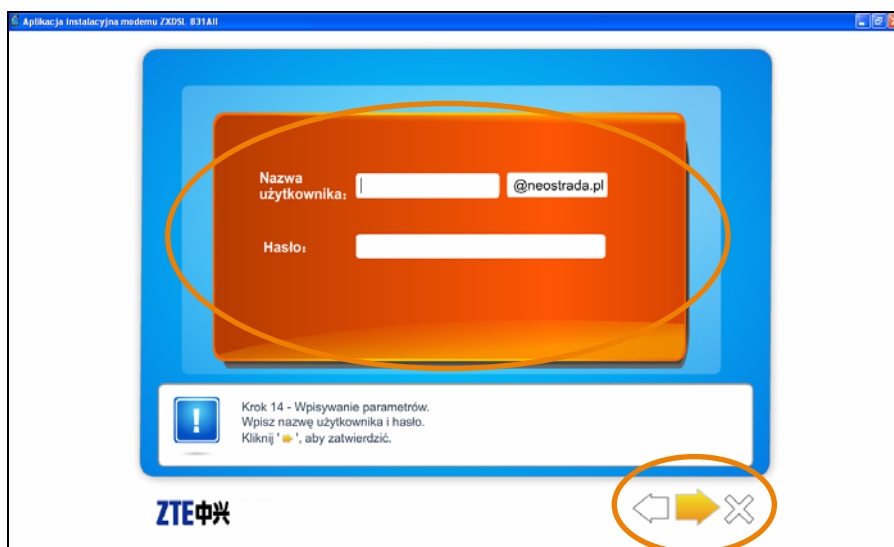 Aplikacja instalacyjna modemu ZXDSL 831AII
Nazwa
użytkownika:
@neostrada.pl
Hasło:
Krok 14 - Wpisywanie parametrów.
Wpisz nazwę użytkownika i hasło.
Kliknij ' ', aby zatwierdzić.
ZTE中兴